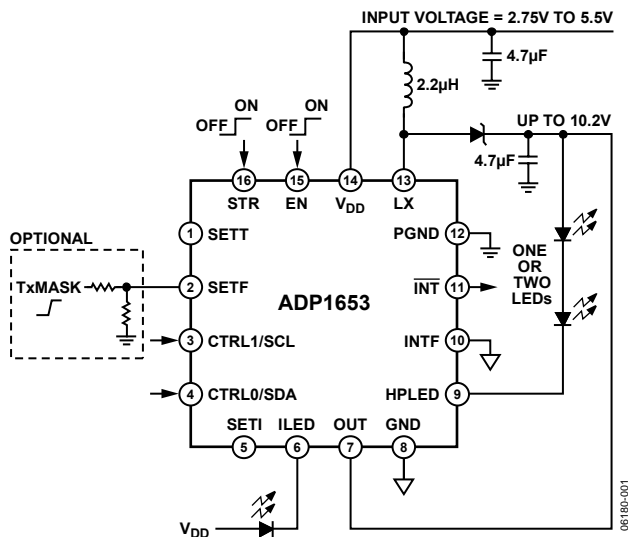 INPUT VOLTAGE = 2.75V TO 5.5V
4.7µF
2.2µH
ON
OFF
ON
OFF
UP TO 10.2V
4.7µF
16
15
14
13
STR
EN
VDD
LX
OPTIONAL
TxMASK
1
SETT
2
SETF
3
CTRL1/SCL
4
CTRL0/SDA
ADP1653
PGND
12
INT
11
INTF
10
HPLED
9
ONE
OR
TWO
LEDs
SETI
ILED
OUT
GND
5
6
7
8
VDD
06180-001